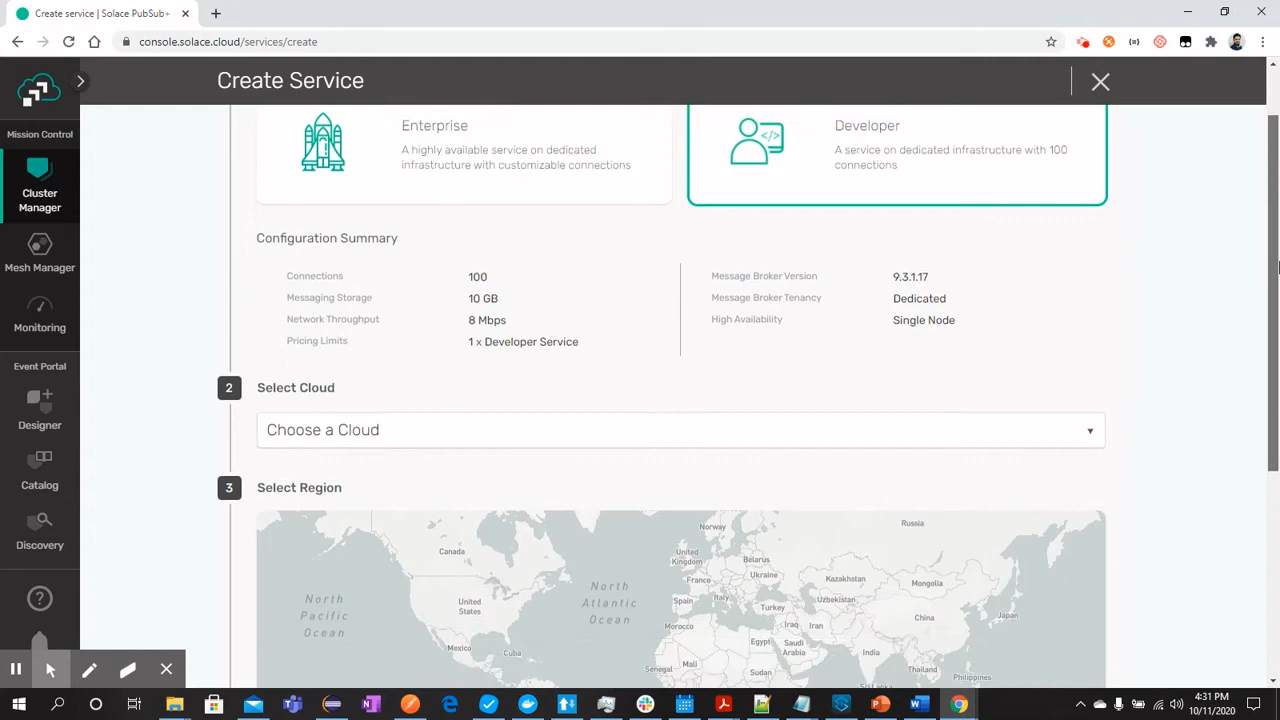 Create service | Solace PubSub+
console.solace.cloud/services/create
Create Service
Mission Control
Cluster
Manager
Mesh Manager
Monitoring
Event Portal
Designer
Catalog
Discovery
Enterprise
A highly available service on dedicated
infrastructure with customizable connections
Developer
A service on dedicated infrastructure with 100
connections
Configuration Summary
Connections 100
Messaging Storage 10 GB
Network Throughput 8 Mbps
Pricing Limits 1 x Developer Service
Message Broker Version 9.3.1.17
Message Broker Tenancy Dedicated
High Availability Single Node
2 Select Cloud
Choose a Cloud
3 Select Region
Norway
Russia
Canada
United
Kingdom
Belarus
Ukraine
France
Kazakhstan
Mongolia
North
Pacific
Ocean
United
States
North
Atlantic
Ocean
Spain
Italy
Turkey
Uzbekistan
China
Japan
Morocco
Iraq
Iran
Mexico
Cuba
Egypt
Saudi
Arabia
India
Senegal
Mali
Sudan
Thailand
Philippines
4:31 PM
10/11/2020